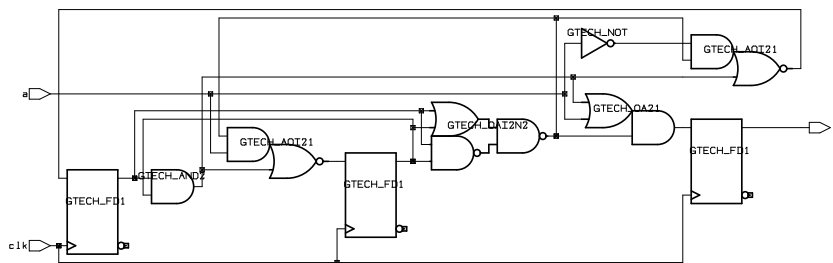 GTECH_NOT
GTECH_AOI21
a
GTECH_OA21
GTECH_OAI2N2
GTECH_AOI21
GTECH_FD1
GTECH_AND2
GTECH_FD1
GTECH_FD1
clk